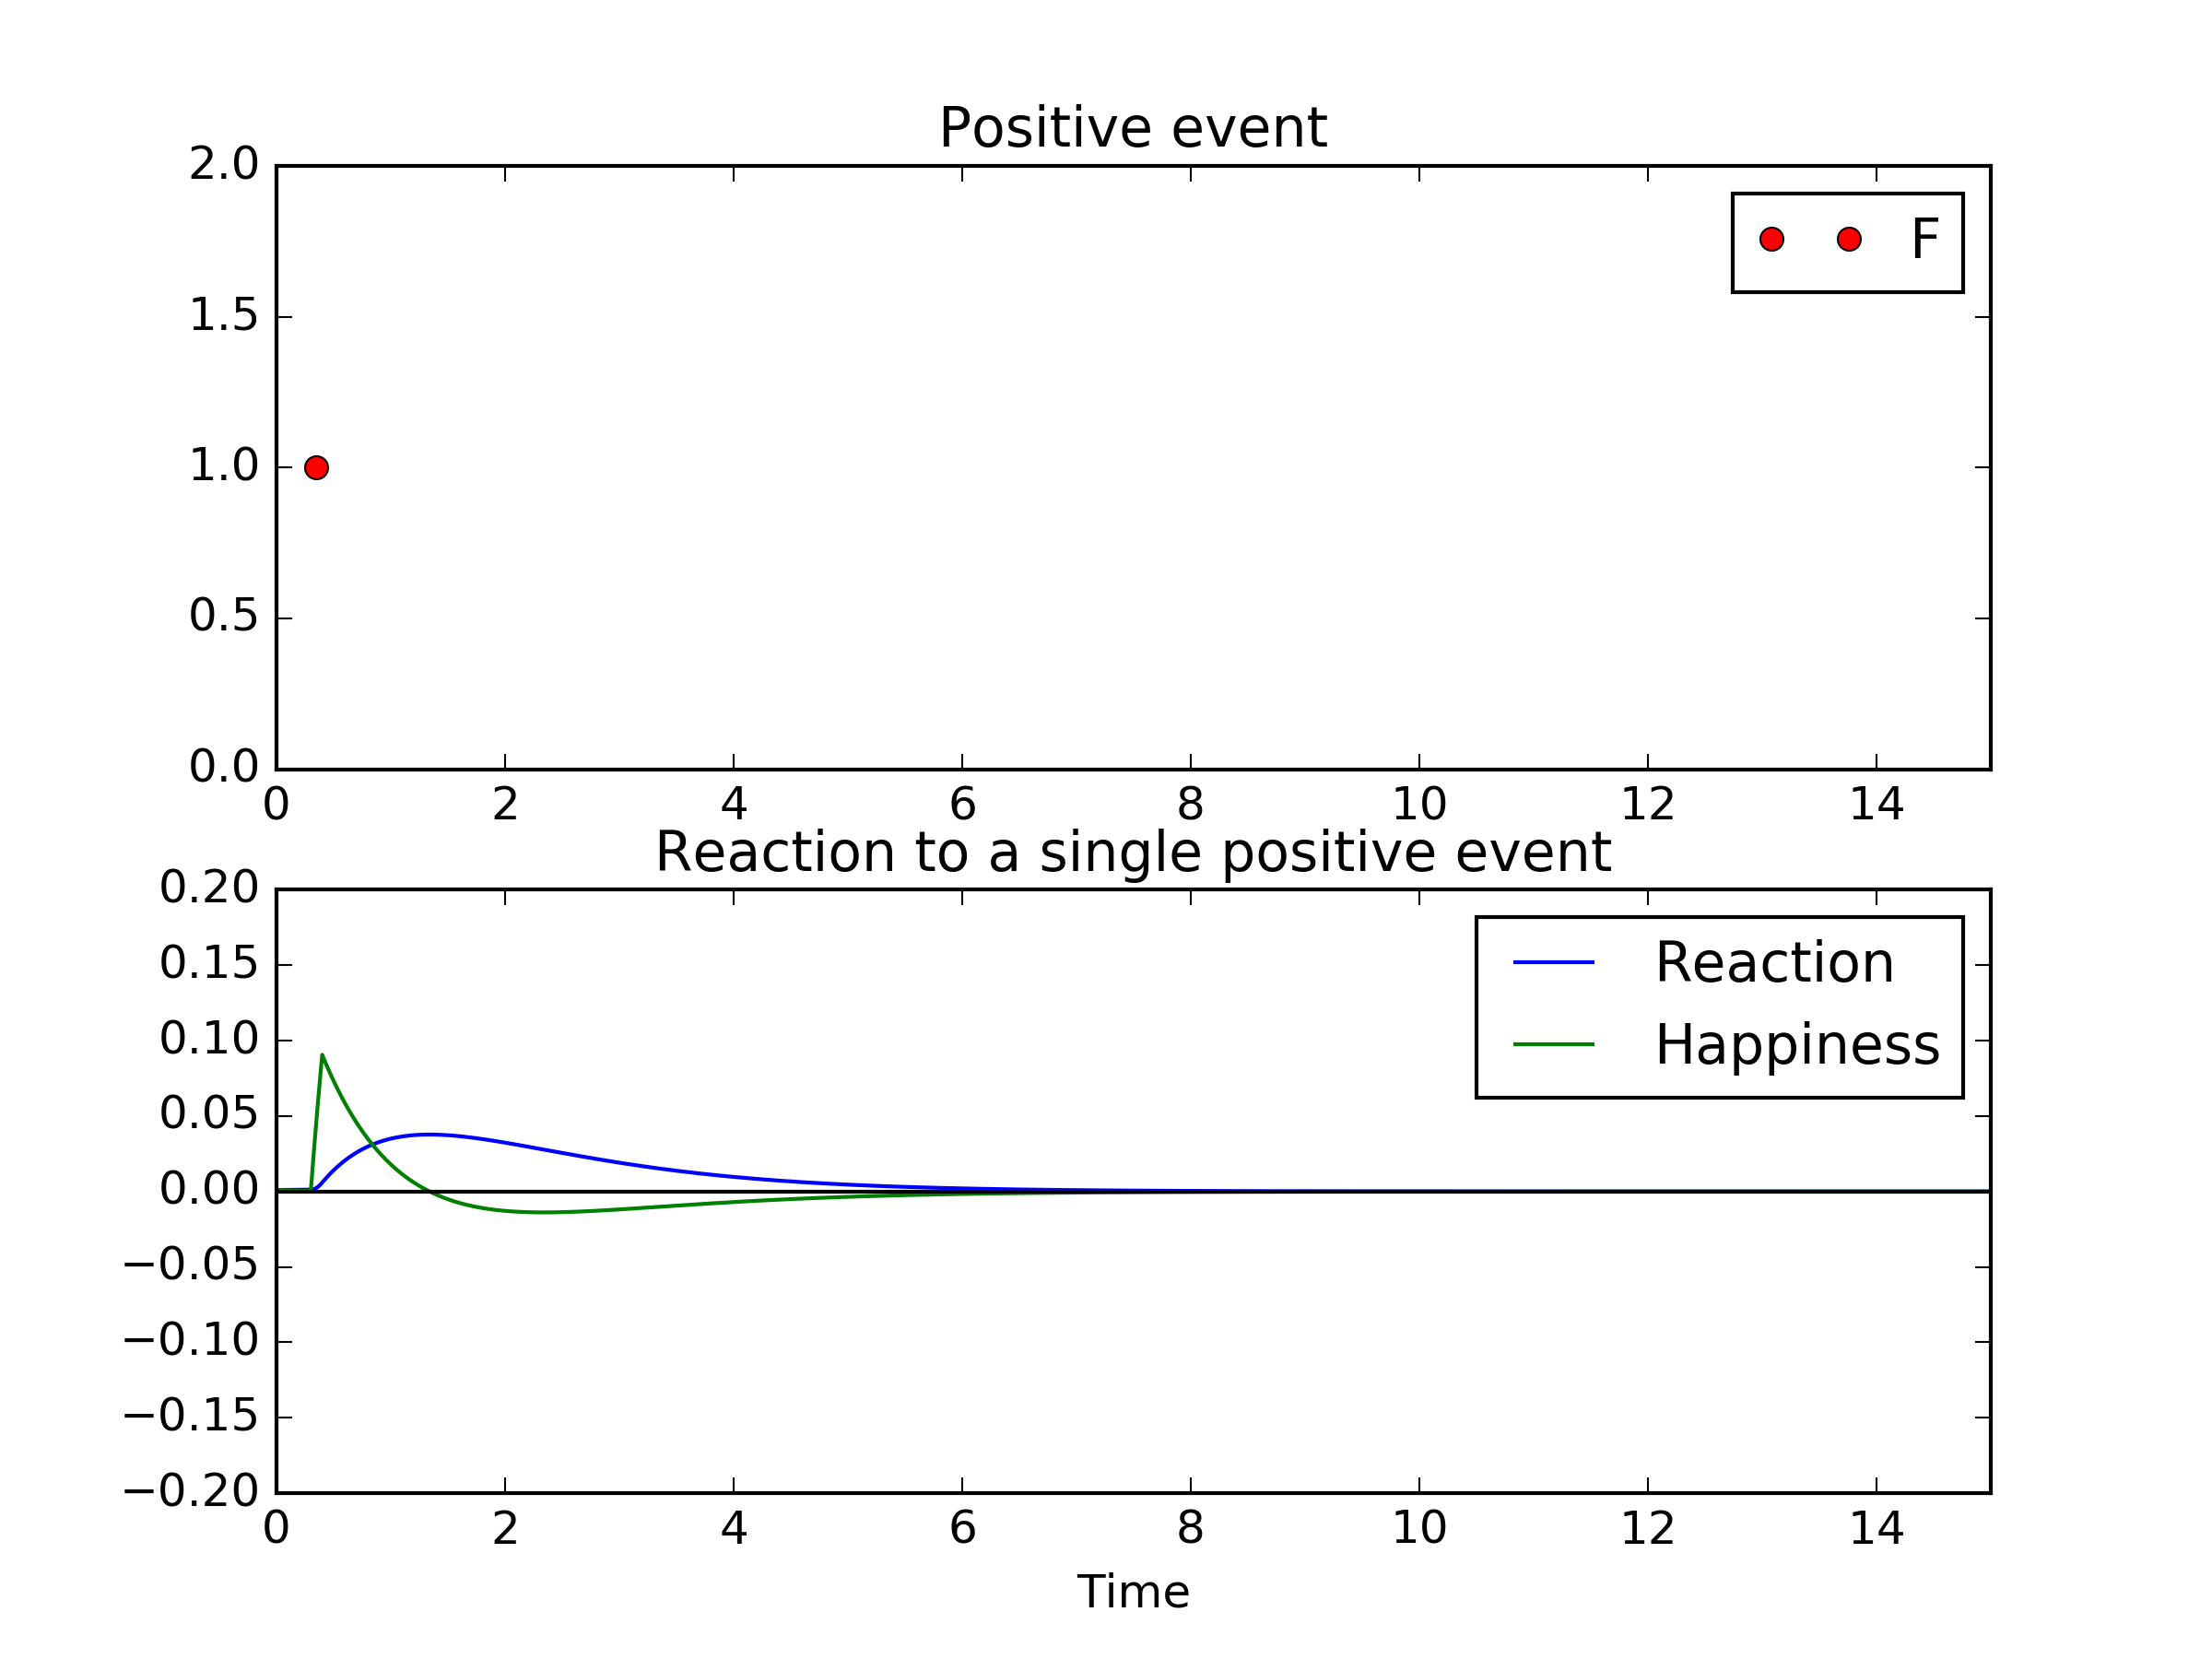 Positive event
2.0
F
1.5
1.0
0.5
0.0
0 2 4 6 8 10 12 14
Reaction to a single positive event
0.20
0.15
Reaction
0.10
Happiness
0.05
0.00
−0.05
−0.10
−0.15
−0.20
0 2 4 6 8 10 12 14
Time